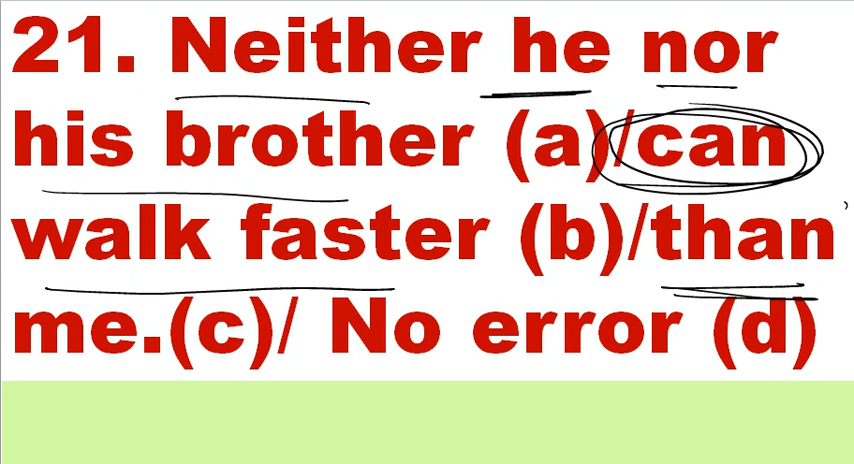 21. Neither he nor
his brother (a)/can
walk faster (b)/than
me.(c)/ No error (d)